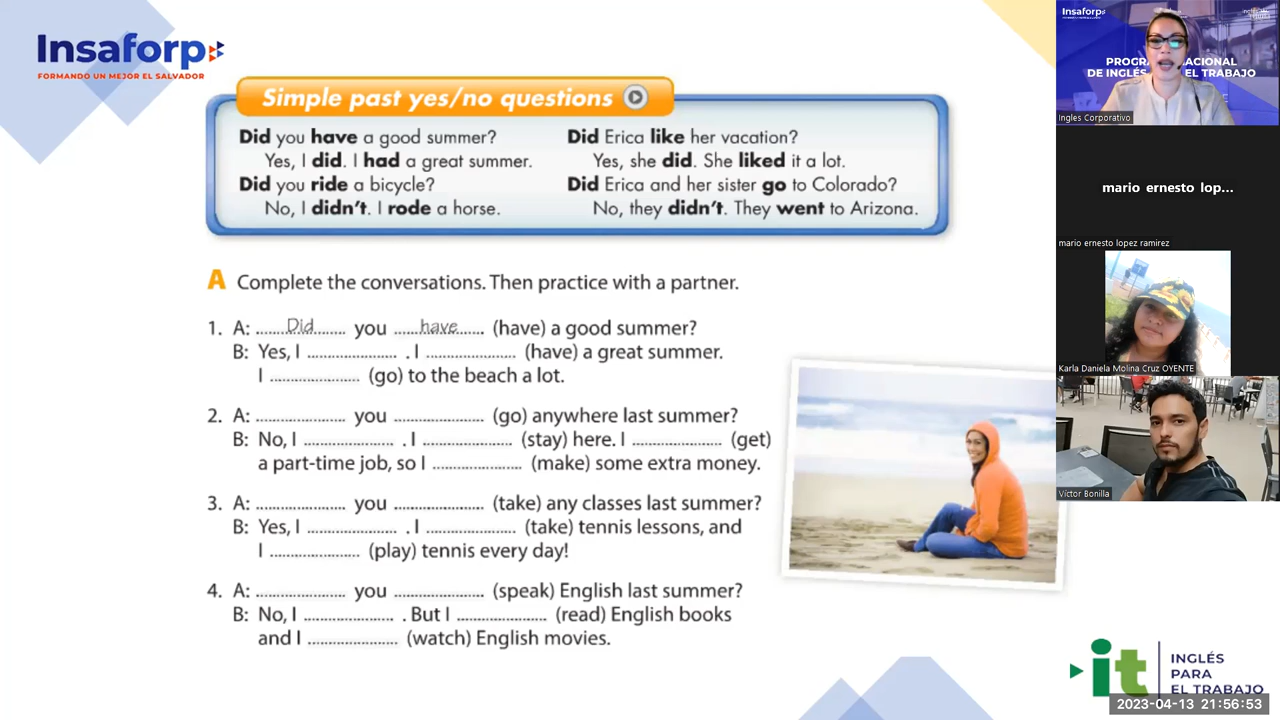 Insaforp
FORMANDO UN MEJOR EL SALVADOR
Simple past yes/no questions
Did you have a good summer?
Yes, I did. I had a great summer.
Did you ride a bicycle?
No, I didn't. I rode a horse.
Did Erica like her vacation?
Yes, she did. She liked it a lot.
Did Erica and her sister go to Colorado?
No, they didn't. They went to Arizona.
A Complete the conversations. Then practice with a partner.
1. A: ......Did...... you ......have...... (have) a good summer?
B: Yes, I ...................... . I ...................... (have) a great summer.
I ...................... (go) to the beach a lot.
2. A: ...................... you ...................... (go) anywhere last summer?
B: No, I ...................... . I ...................... (stay) here. I ...................... (get)
a part-time job, so I ...................... (make) some extra money.
3. A: ...................... you ...................... (take) any classes last summer?
B: Yes, I ...................... . I ...................... (take) tennis lessons, and
I ...................... (play) tennis every day!
4. A: ...................... you ...................... (speak) English last summer?
B: No, I ...................... . But I ...................... (read) English books
and I ...................... (watch) English movies.
Insaforp
Ingles Corporativo
mario ernesto lop...
mario ernesto lopez ramirez
Karla Daniela Molina Cruz OYENTE
Víctor Bonilla
it
INGLÉS
PARA
EL TRABAJO
2023-04-13 21:56:53